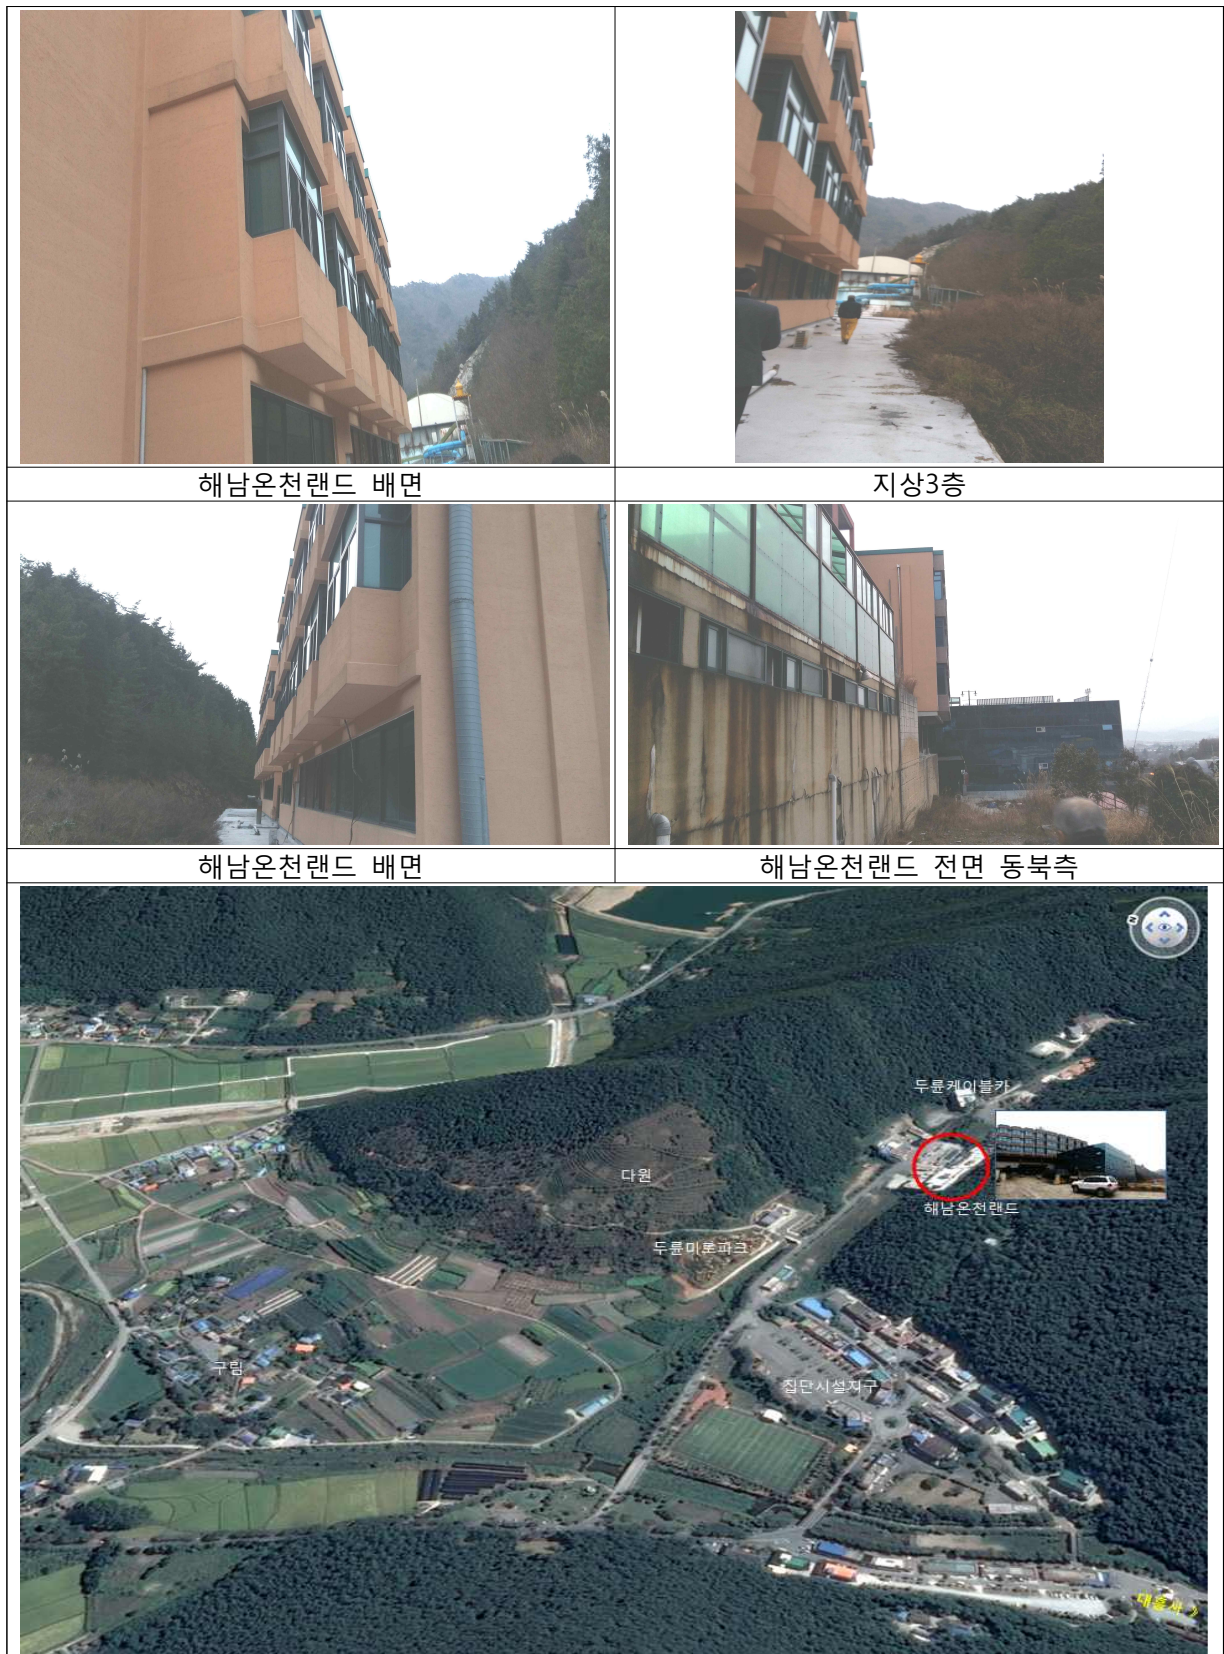 해남온천랜드 배면
지상3층
해남온천랜드 배면
해남온천랜드 전면 동북측
N
두륜케이블카
다원
해남온천랜드
두륜미로파크
구림
집단시설지구
대흥사 》